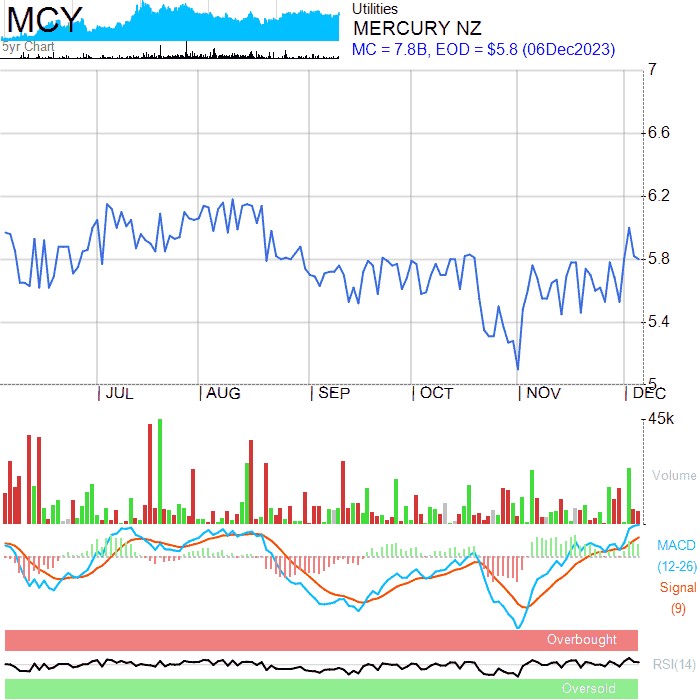 MCY
5yr Chart
Utilities
MERCURY NZ
MC = 7.8B, EOD = $5.8 (06Dec2023)
7
6.6
6.2
5.8
5.4
5
JUL AUG SEP OCT NOV DEC
45k
Volume
MACD
(12-26)
Signal
(9)
Overbought
RSI(14)
Oversold